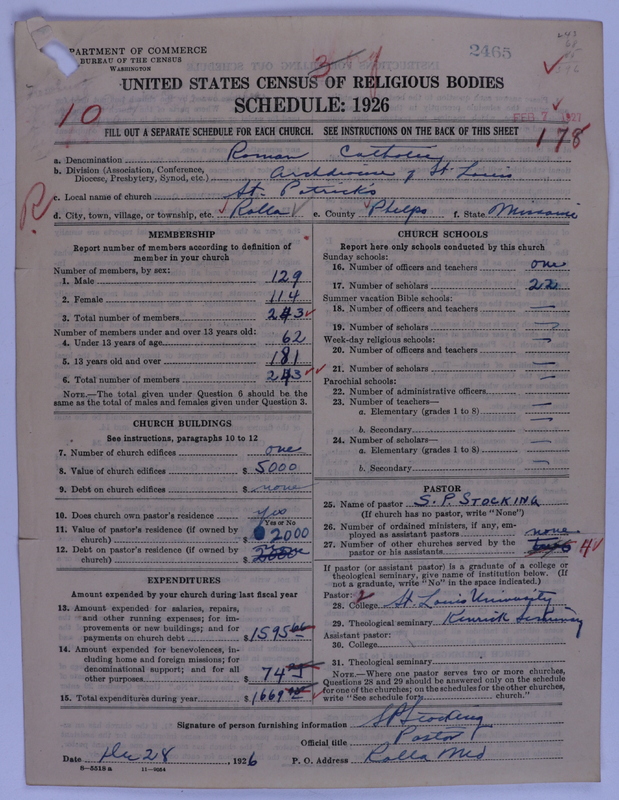 DEPARTMENT OF COMMERCE
BUREAU OF THE CENSUS
WASHINGTON
2465
UNITED STATES CENSUS OF RELIGIOUS BODIES
SCHEDULE: 1926
10
FEB 7 1927
178
FILL OUT A SEPARATE SCHEDULE FOR EACH CHURCH. SEE INSTRUCTIONS ON THE BACK OF THIS SHEET
a. Denomination Roman Catholic
b. Division (Association, Conference, Diocese, Presbytery, Synod, etc.) Archdiocese of St. Louis
c. Local name of church St. Patrick's
d. City, town, village, or township, etc. Rolla e. County Phelps f. State Missouri
MEMBERSHIP
Report number of members according to definition of
member in your church
Number of members, by sex:
1. Male 129
2. Female 114
3. Total number of members 243
Number of members under and over 13 years old:
4. Under 13 years of age 62
5. 13 years old and over 181
6. Total number of members 243
NOTE.—The total given under Question 6 should be
same as the total of males and females given under Question 3.
CHURCH BUILDINGS
See instructions, paragraphs 10 to 12
7. Number of church edifices one
8. Value of church edifices $ 5000
9. Debt on church edifices $ none
10. Does church own pastor's residence yes
Yes or No
11. Value of pastor's residence (if owned by
church) $ 2000
12. Debt on pastor's residence (if owned by
church) $
EXPENDITURES
Amount expended by your church during last fiscal year
13. Amount expended for salaries, repairs,
and other running expenses; for im-
provements or new buildings; and for
payments on church debt $ 1595
14. Amount expended for benevolences, in-
cluding home and foreign missions; for
denominational support; and for all
other purposes $ 74
15. Total expenditures during year $ 1669
CHURCH SCHOOLS
Report here only schools conducted by this church
Sunday schools:
16. Number of officers and teachers one
17. Number of scholars 22
Summer vacation Bible schools:
18. Number of officers and teachers —
19. Number of scholars —
Week-day religious schools:
20. Number of officers and teachers —
21. Number of scholars —
Parochial schools:
22. Number of administrative officers —
23. Number of teachers—
a. Elementary (grades 1 to 8) —
b. Secondary —
24. Number of scholars—
a. Elementary (grades 1 to 8) —
b. Secondary —
PASTOR
25. Name of pastor S. P. STOCKING
(If church has no pastor, write "None")
26. Number of ordained ministers, if any, em-
ployed as assistant pastors none
27. Number of other churches served by the
pastor or his assistants 4
If pastor (or assistant pastor) is a graduate of a college or
theological seminary, give name of institution below. (If
not a graduate, write "No" in the space indicated.)
Pastor:
28. College St. Louis University
29. Theological seminary Kenrick Seminary
Assistant pastor:
30. College
31. Theological seminary
NOTE.—Where one pastor serves two or more churches,
Questions 28 and 29 should be answered only on the schedule
for one of the churches; on the schedules for the other churches,
write "See schedule for church."
Signature of person furnishing information S P Stocking
Official title Pastor
Date Dec 28, 1926 P. O. Address Rolla Mo
8—5518 a 11—9064